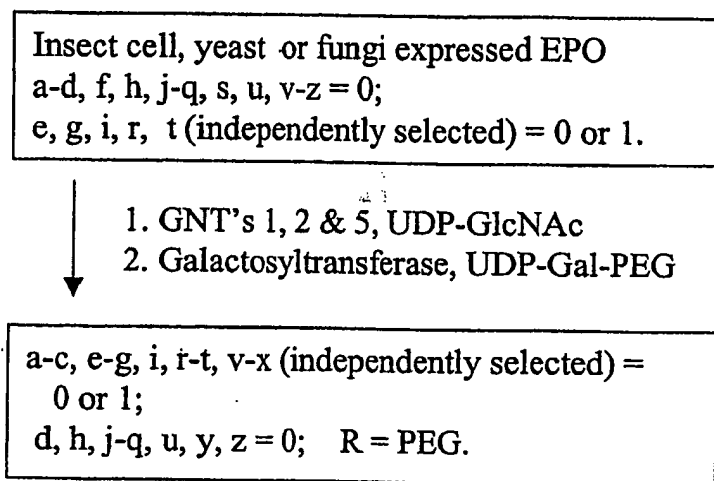 Insect cell, yeast or fungi expressed EPO
a-d, f, h, j-q, s, u, v-z = 0;
e, g, i, r, t (independently selected) = 0 or 1.
1. GNT's 1, 2 & 5, UDP-GlcNAc
2. Galactosyltransferase, UDP-Gal-PEG
a-c, e-g, i, r-t, v-x (independently selected) =
0 or 1;
d, h, j-q, u, y, z = 0; R = PEG.